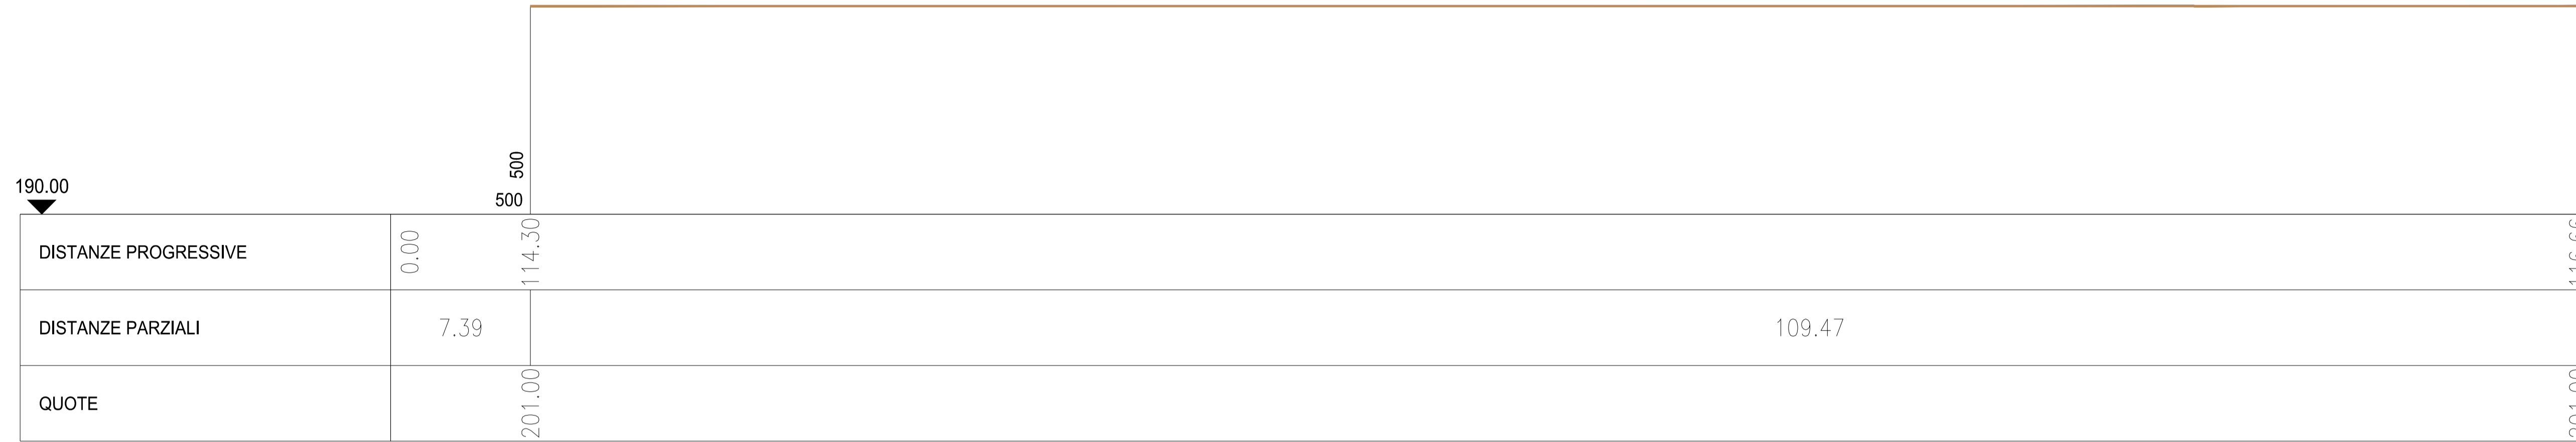 500
190.00
500
DISTANZE PROGRESSIVE
0.00
114.30
DISTANZE PARZIALI
7.39
109.47
QUOTE
201.00